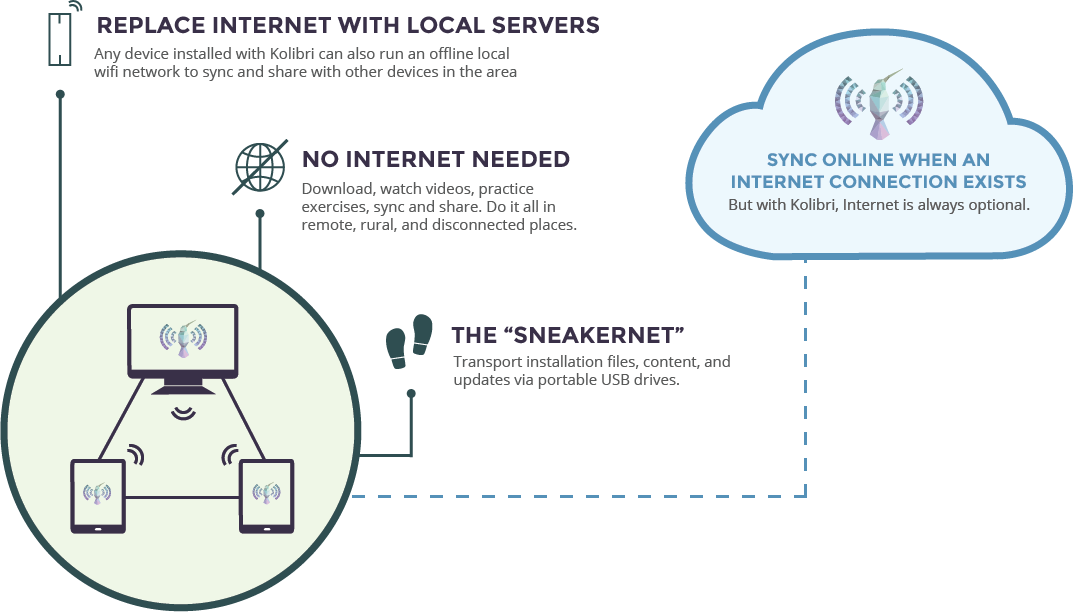 REPLACE INTERNET WITH LOCAL SERVERS
Any device installed with Kolibri can also run an offline local
wifi network to sync and share with other devices in the area
NO INTERNET NEEDED
Download, watch videos, practice
exercises, sync and share. Do it all in
remote, rural, and disconnected places.
SYNC ONLINE WHEN AN
INTERNET CONNECTION EXISTS
But with Kolibri, Internet is always optional.
THE “SNEAKERNET”
Transport installation files, content, and
updates via portable USB drives.